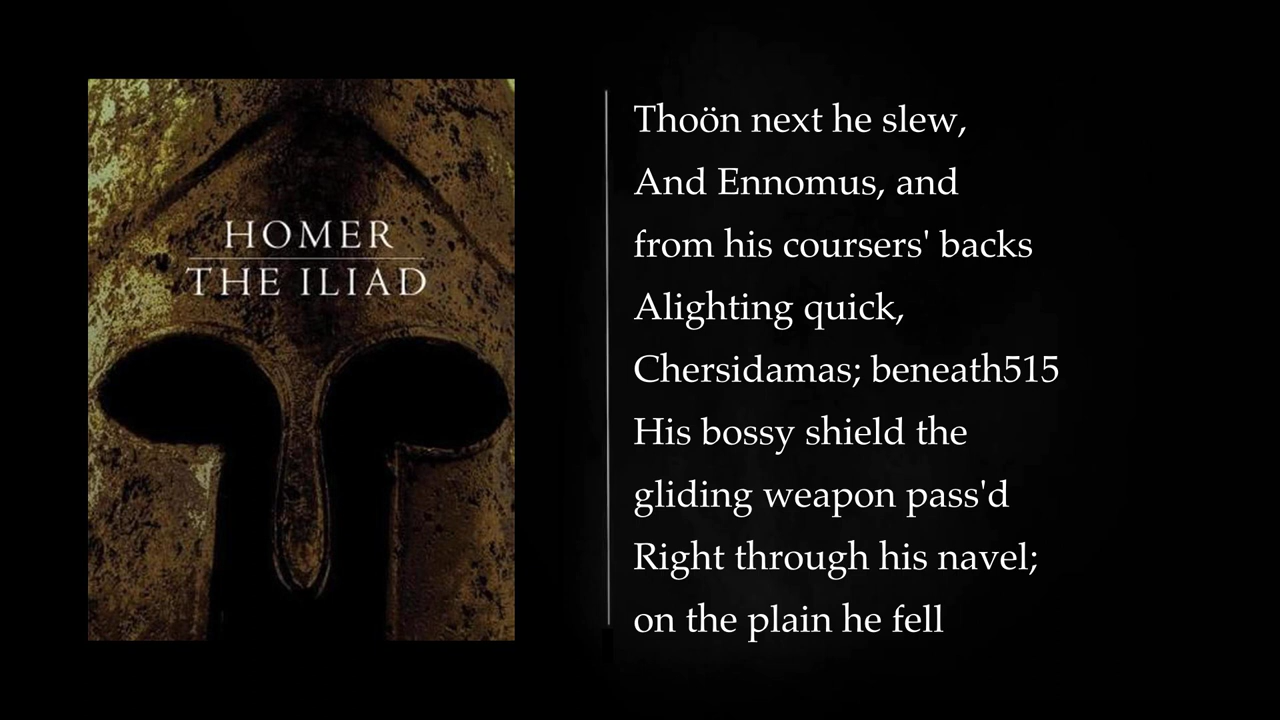 HOMER
THE ILIAD
Thoön next he slew,
And Ennomus, and
from his coursers' backs
Alighting quick,
Chersidamas; beneath515
His bossy shield the
gliding weapon pass'd
Right through his navel;
on the plain he fell